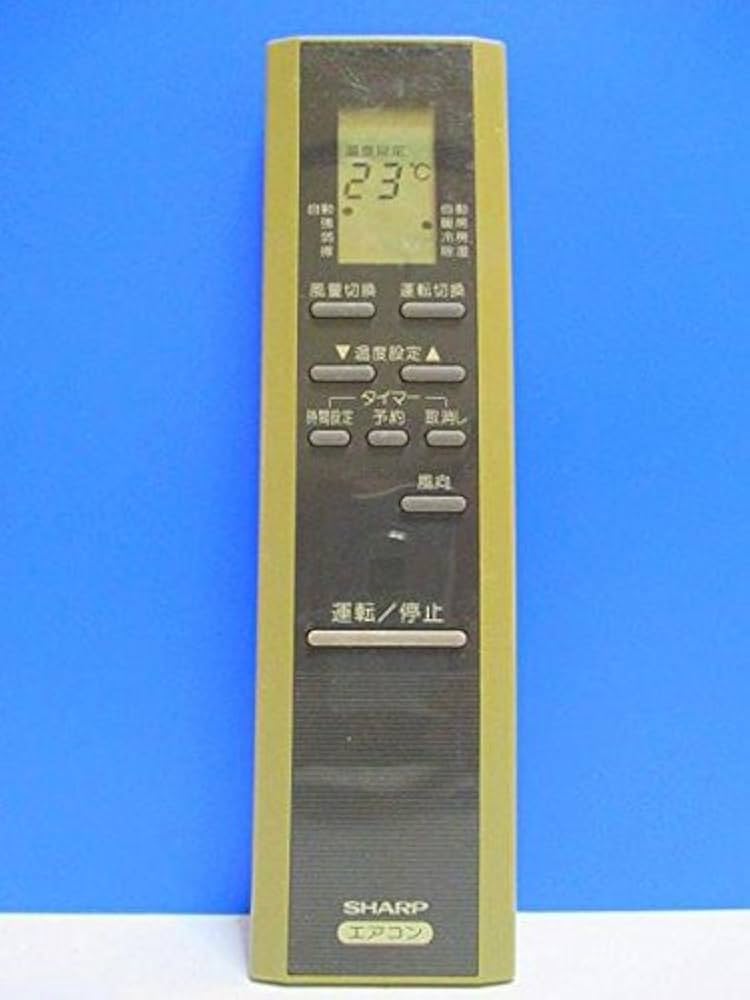 温度設定
23℃
自動 自動
強 暖房
弱 冷房
除湿
風量切換 運転切換
▼温度設定▲
タイマー
時間設定 予約 取消し
風向
運転／停止
SHARP
エアコン